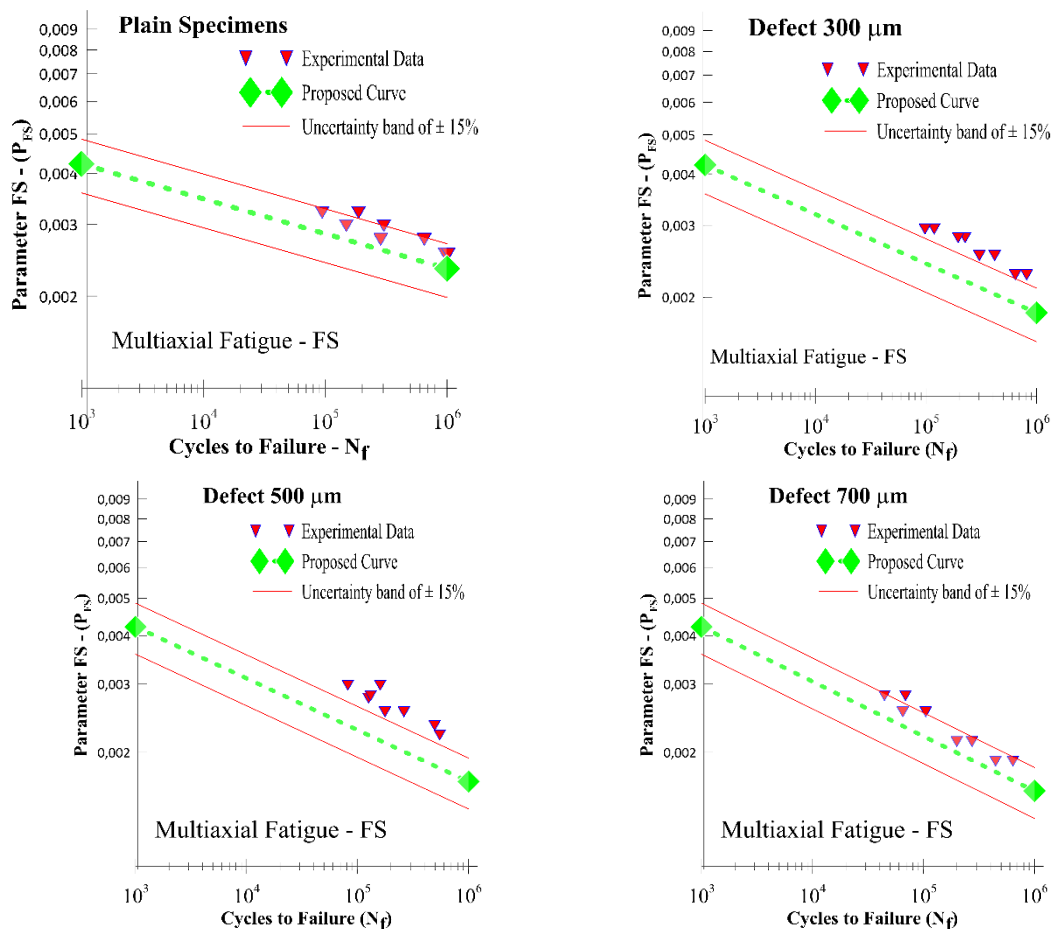 Plain Specimens
0,009
0,008
0,007
0,006
0,005
0,004
0,003
0,002
Parameter FS - (P_FS)
Experimental Data
Proposed Curve
Uncertainty band of ± 15%
Multiaxial Fatigue - FS
10³ 10⁴ 10⁵ 10⁶
Cycles to Failure - N_f
Defect 300 μm
0,009
0,008
0,007
0,006
0,005
0,004
0,003
0,002
Parameter FS - (P_FS)
Experimental Data
Proposed Curve
Uncertainty band of ± 15%
Multiaxial Fatigue - FS
10³ 10⁴ 10⁵ 10⁶
Cycles to Failure (N_f)
Defect 500 μm
0,009
0,008
0,007
0,006
0,005
0,004
0,003
0,002
Parameter FS - (P_FS)
Experimental Data
Proposed Curve
Uncertainty band of ± 15%
Multiaxial Fatigue - FS
10³ 10⁴ 10⁵ 10⁶
Cycles to Failure (N_f)
Defect 700 μm
0,009
0,008
0,007
0,006
0,005
0,004
0,003
0,002
Parameter FS - (P_FS)
Experimental Data
Proposed Curve
Uncertainty band of ± 15%
Multiaxial Fatigue - FS
10³ 10⁴ 10⁵ 10⁶
Cycles to Failure (N_f)